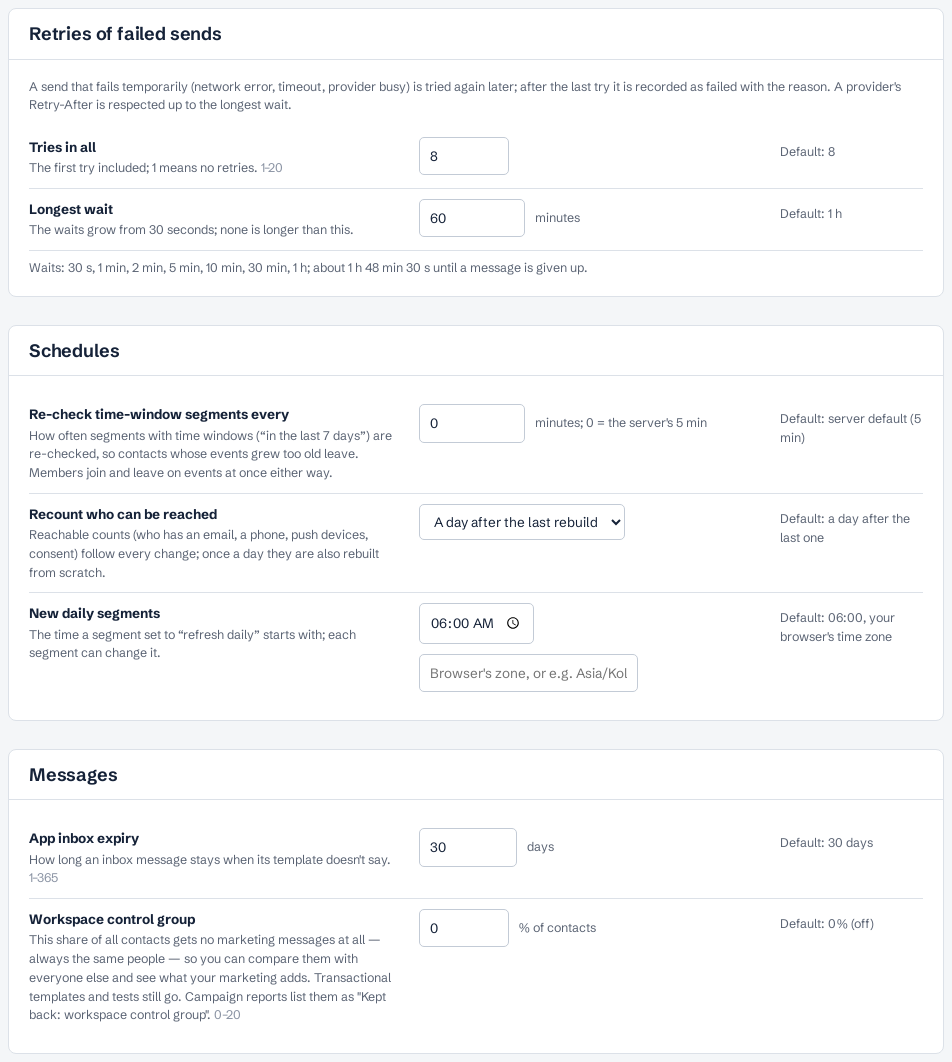 Retries of failed sends
A send that fails temporarily (network error, timeout, provider busy) is tried again later; after the last try it is recorded as failed with the reason. A provider's
Retry-After is respected up to the longest wait.
Tries in all
The first try included; 1 means no retries. 1–20
8
Default: 8
Longest wait
The waits grow from 30 seconds; none is longer than this.
60 minutes
Default: 1 h
Waits: 30 s, 1 min, 2 min, 5 min, 10 min, 30 min, 1 h; about 1 h 48 min 30 s until a message is given up.
Schedules
Re-check time-window segments every
How often segments with time windows (“in the last 7 days”) are
re-checked, so contacts whose events grew too old leave.
Members join and leave on events at once either way.
0 minutes; 0 = the server's 5 min
Default: server default (5
min)
Recount who can be reached
Reachable counts (who has an email, a phone, push devices,
consent) follow every change; once a day they are also rebuilt
from scratch.
A day after the last rebuild
Default: a day after the
last one
New daily segments
The time a segment set to “refresh daily” starts with; each
segment can change it.
06:00 AM
Browser's zone, or e.g. Asia/Kol
Default: 06:00, your
browser's time zone
Messages
App inbox expiry
How long an inbox message stays when its template doesn't say.
1–365
30 days
Default: 30 days
Workspace control group
This share of all contacts gets no marketing messages at all —
always the same people — so you can compare them with
everyone else and see what your marketing adds. Transactional
templates and tests still go. Campaign reports list them as "Kept
back: workspace control group". 0–20
0 % of contacts
Default: 0% (off)